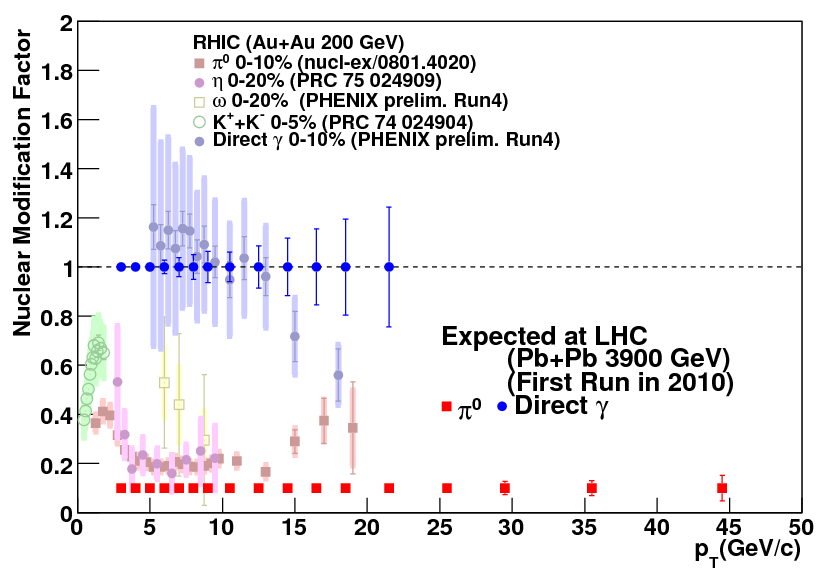 2
1.8
1.6
1.4
1.2
1
0.8
0.6
0.4
0.2
0
Nuclear Modification Factor
RHIC (Au+Au 200 GeV)
π⁰ 0-10% (nucl-ex/0801.4020)
η 0-20% (PRC 75 024909)
ω 0-20% (PHENIX prelim. Run4)
K⁺+K⁻ 0-5% (PRC 74 024904)
Direct γ 0-10% (PHENIX prelim. Run4)
Expected at LHC
(Pb+Pb 3900 GeV)
(First Run in 2010)
π⁰ Direct γ
0 5 10 15 20 25 30 35 40 45 50
p_T(GeV/c)